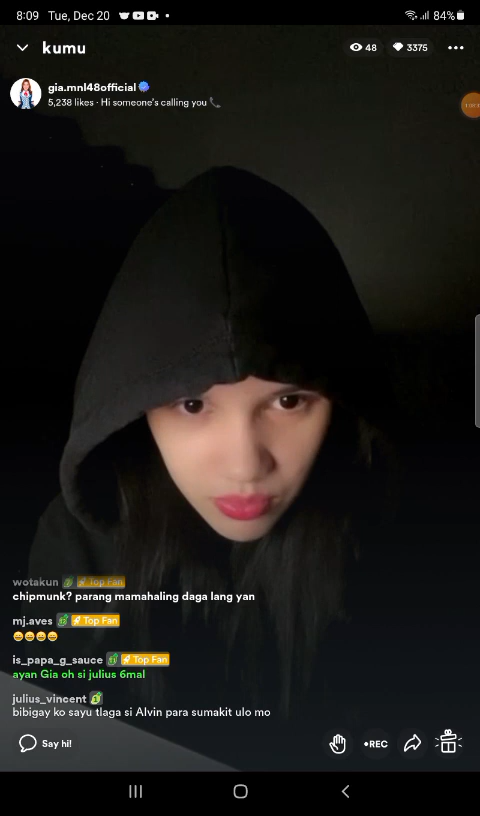 8:09 Tue, Dec 20 84%
kumu 48 3375
gia.mnl48official
5,238 likes · Hi someone's calling you
wotakun Top Fan
chipmunk? parang mamahaling daga lang yan
mj.aves Top Fan
is_papa_g_sauce Top Fan
ayan Gia oh si julius 6mal
julius_vincent
bibigay ko sayu tlaga si Alvin para sumakit ulo mo
Say hi! •REC